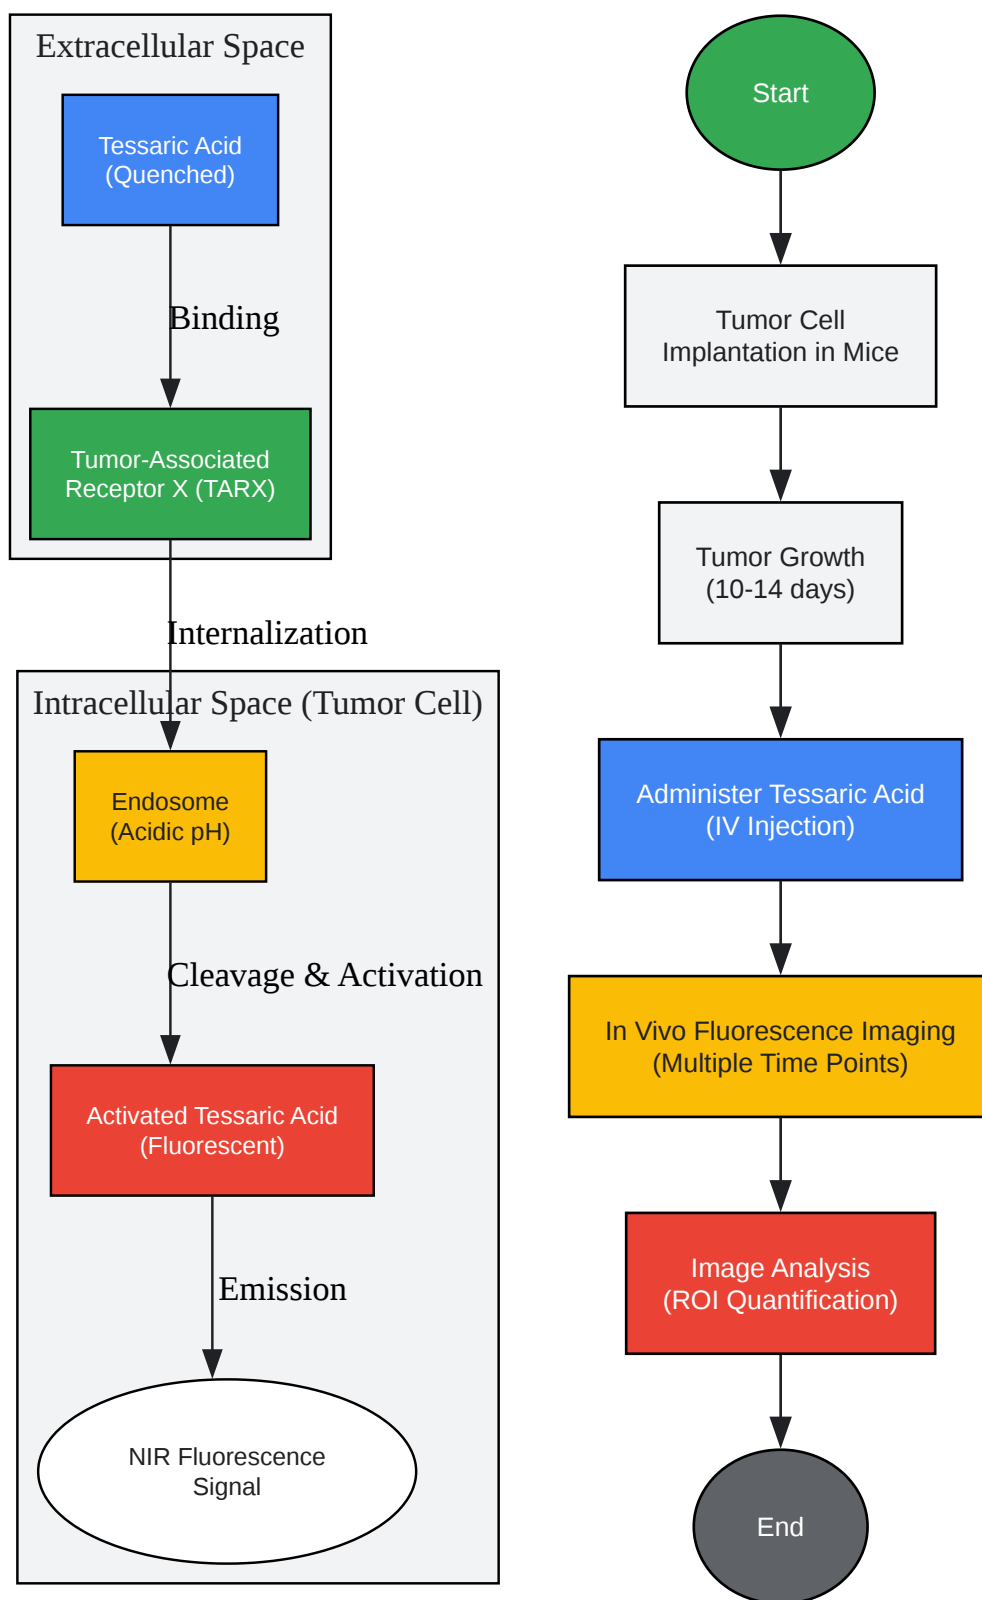 Extracellular Space
Tessaric Acid
(Quenched)
Binding
Tumor-Associated
Receptor X (TARX)
Internalization
Intracellular Space (Tumor Cell)
Endosome
(Acidic pH)
Cleavage & Activation
Activated Tessaric Acid
(Fluorescent)
Emission
NIR Fluorescence
Signal
Start
Tumor Cell
Implantation in Mice
Tumor Growth
(10-14 days)
Administer Tessaric Acid
(IV Injection)
In Vivo Fluorescence Imaging
(Multiple Time Points)
Image Analysis
(ROI Quantification)
End